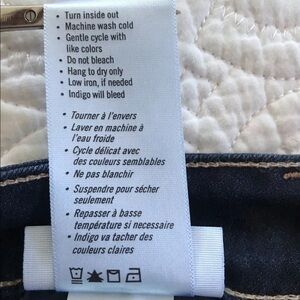 • Turn inside out
• Machine wash cold
• Gentle cycle with
like colors
• Do not bleach
• Hang to dry only
• Low iron, if needed
• Indigo will bleed
• Tourner à l'envers
• Laver en machine à
l'eau froide
• Cycle délicat avec
des couleurs semblables
• Ne pas blanchir
• Suspendre pour sécher
seulement
• Repasser à basse
température si necessaire
• Indigo va tacher des
couleurs claire